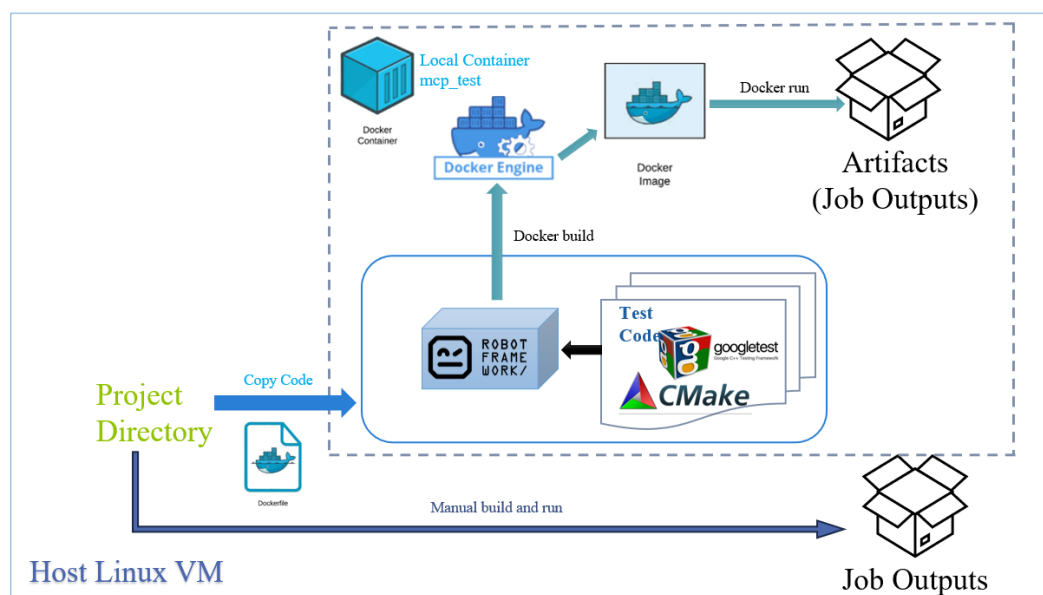 Local Container
mcp_test
Docker
Container
Docker Engine
Docker
Image
Docker run
Artifacts
(Job Outputs)
Docker build
ROBOT
FRAME
WORK/
Test
Code
googletest
Google C++ Testing Framework
CMake
Copy Code
Project
Directory
Dockerfile
Manual build and run
Host Linux VM
Job Outputs